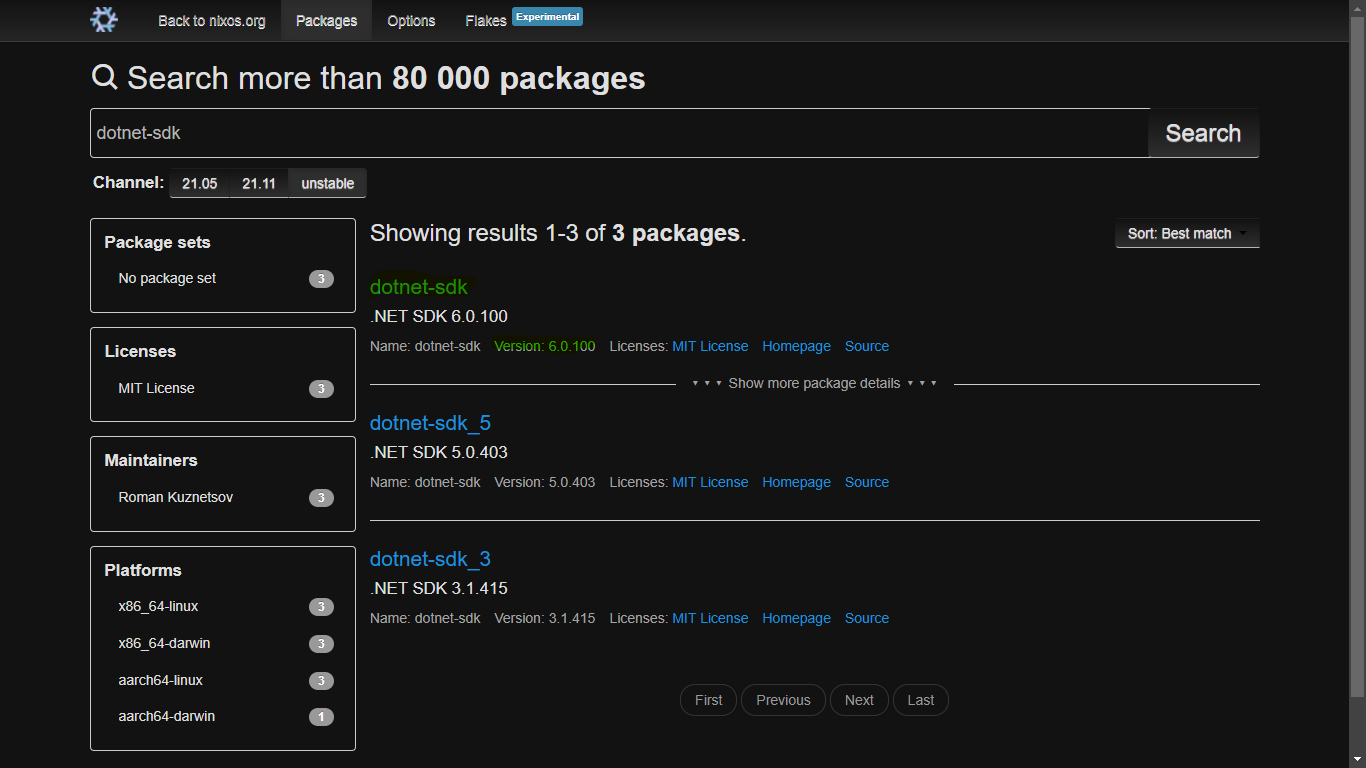 Back to nixos.org Packages Options Flakes Experimental
Search more than 80 000 packages
dotnet-sdk Search
Channel: 21.05 21.11 unstable
Package sets
No package set 3
Licenses
MIT License 3
Maintainers
Roman Kuznetsov 3
Platforms
x86_64-linux 3
x86_64-darwin 3
aarch64-linux 3
aarch64-darwin 1
Showing results 1-3 of 3 packages.
Sort: Best match
dotnet-sdk
.NET SDK 6.0.100
Name: dotnet-sdk Version: 6.0.100 Licenses: MIT License Homepage Source
Show more package details
dotnet-sdk_5
.NET SDK 5.0.403
Name: dotnet-sdk Version: 5.0.403 Licenses: MIT License Homepage Source
dotnet-sdk_3
.NET SDK 3.1.415
Name: dotnet-sdk Version: 3.1.415 Licenses: MIT License Homepage Source
First Previous Next Last